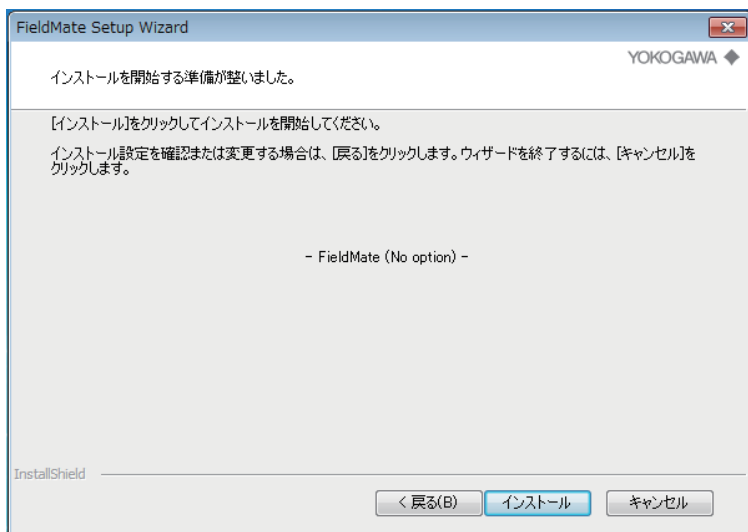 FieldMate Setup Wizard
YOKOGAWA
インストールを開始する準備が整いました。
[インストール]をクリックしてインストールを開始してください。
インストール設定を確認または変更する場合は、[戻る]をクリックします。ウィザードを終了するには、[キャンセル]を
クリックします。
- FieldMate (No option) -
InstallShield
< 戻る(B)
インストール
キャンセル